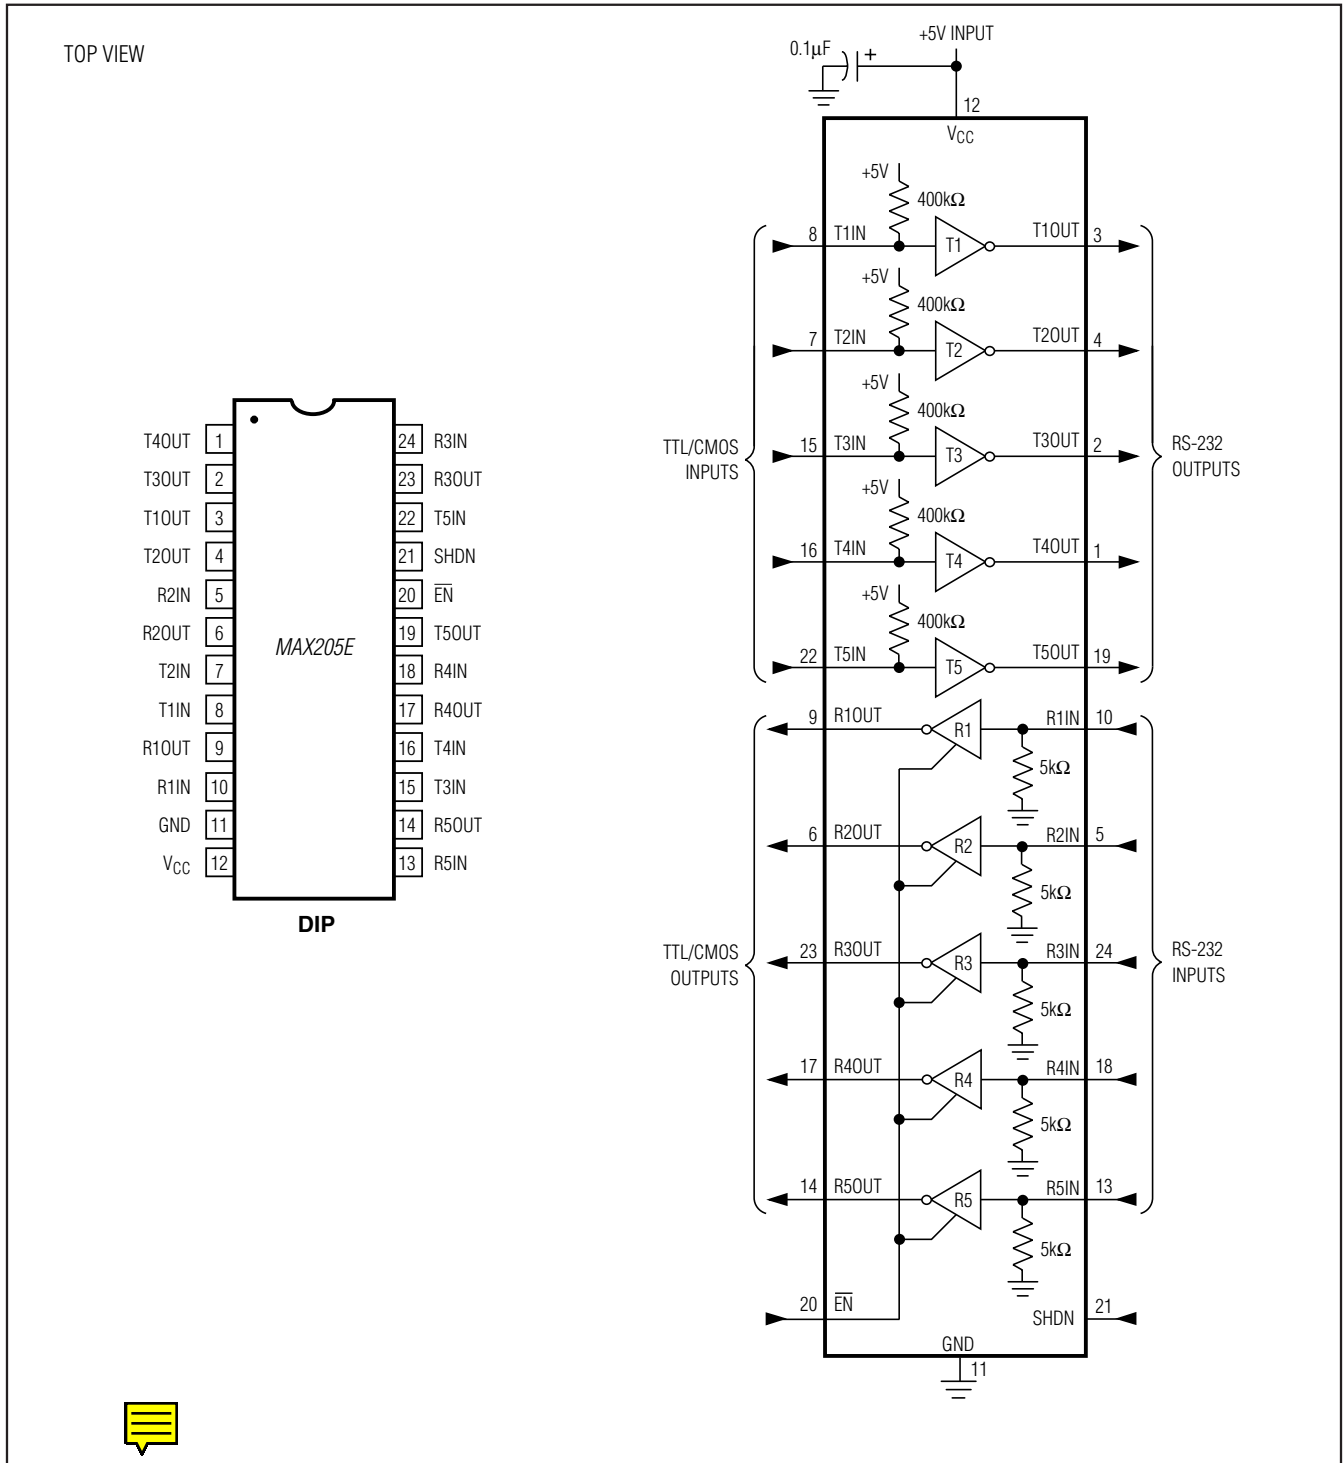 TOP VIEW
T4OUT 1
T3OUT 2
T1OUT 3
T2OUT 4
R2IN 5
R2OUT 6
T2IN 7
T1IN 8
R1OUT 9
R1IN 10
GND 11
VCC 12
MAX205E
24 R3IN
23 R3OUT
22 T5IN
21 SHDN
20 E̅N̅
19 T5OUT
18 R4IN
17 R4OUT
16 T4IN
15 T3IN
14 R5OUT
13 R5IN
DIP
+5V INPUT
0.1µF +
12
VCC
+5V
400kΩ
8 T1IN T1 T1OUT 3
+5V
400kΩ
7 T2IN T2 T2OUT 4
+5V
400kΩ
15 T3IN T3 T3OUT 2
+5V
400kΩ
16 T4IN T4 T4OUT 1
+5V
400kΩ
22 T5IN T5 T5OUT 19
TTL/CMOS
INPUTS
RS-232
OUTPUTS
9 R1OUT R1 R1IN 10
5kΩ
6 R2OUT R2 R2IN 5
5kΩ
23 R3OUT R3 R3IN 24
5kΩ
17 R4OUT R4 R4IN 18
5kΩ
14 R5OUT R5 R5IN 13
5kΩ
TTL/CMOS
OUTPUTS
RS-232
INPUTS
20 E̅N̅
SHDN 21
GND
11